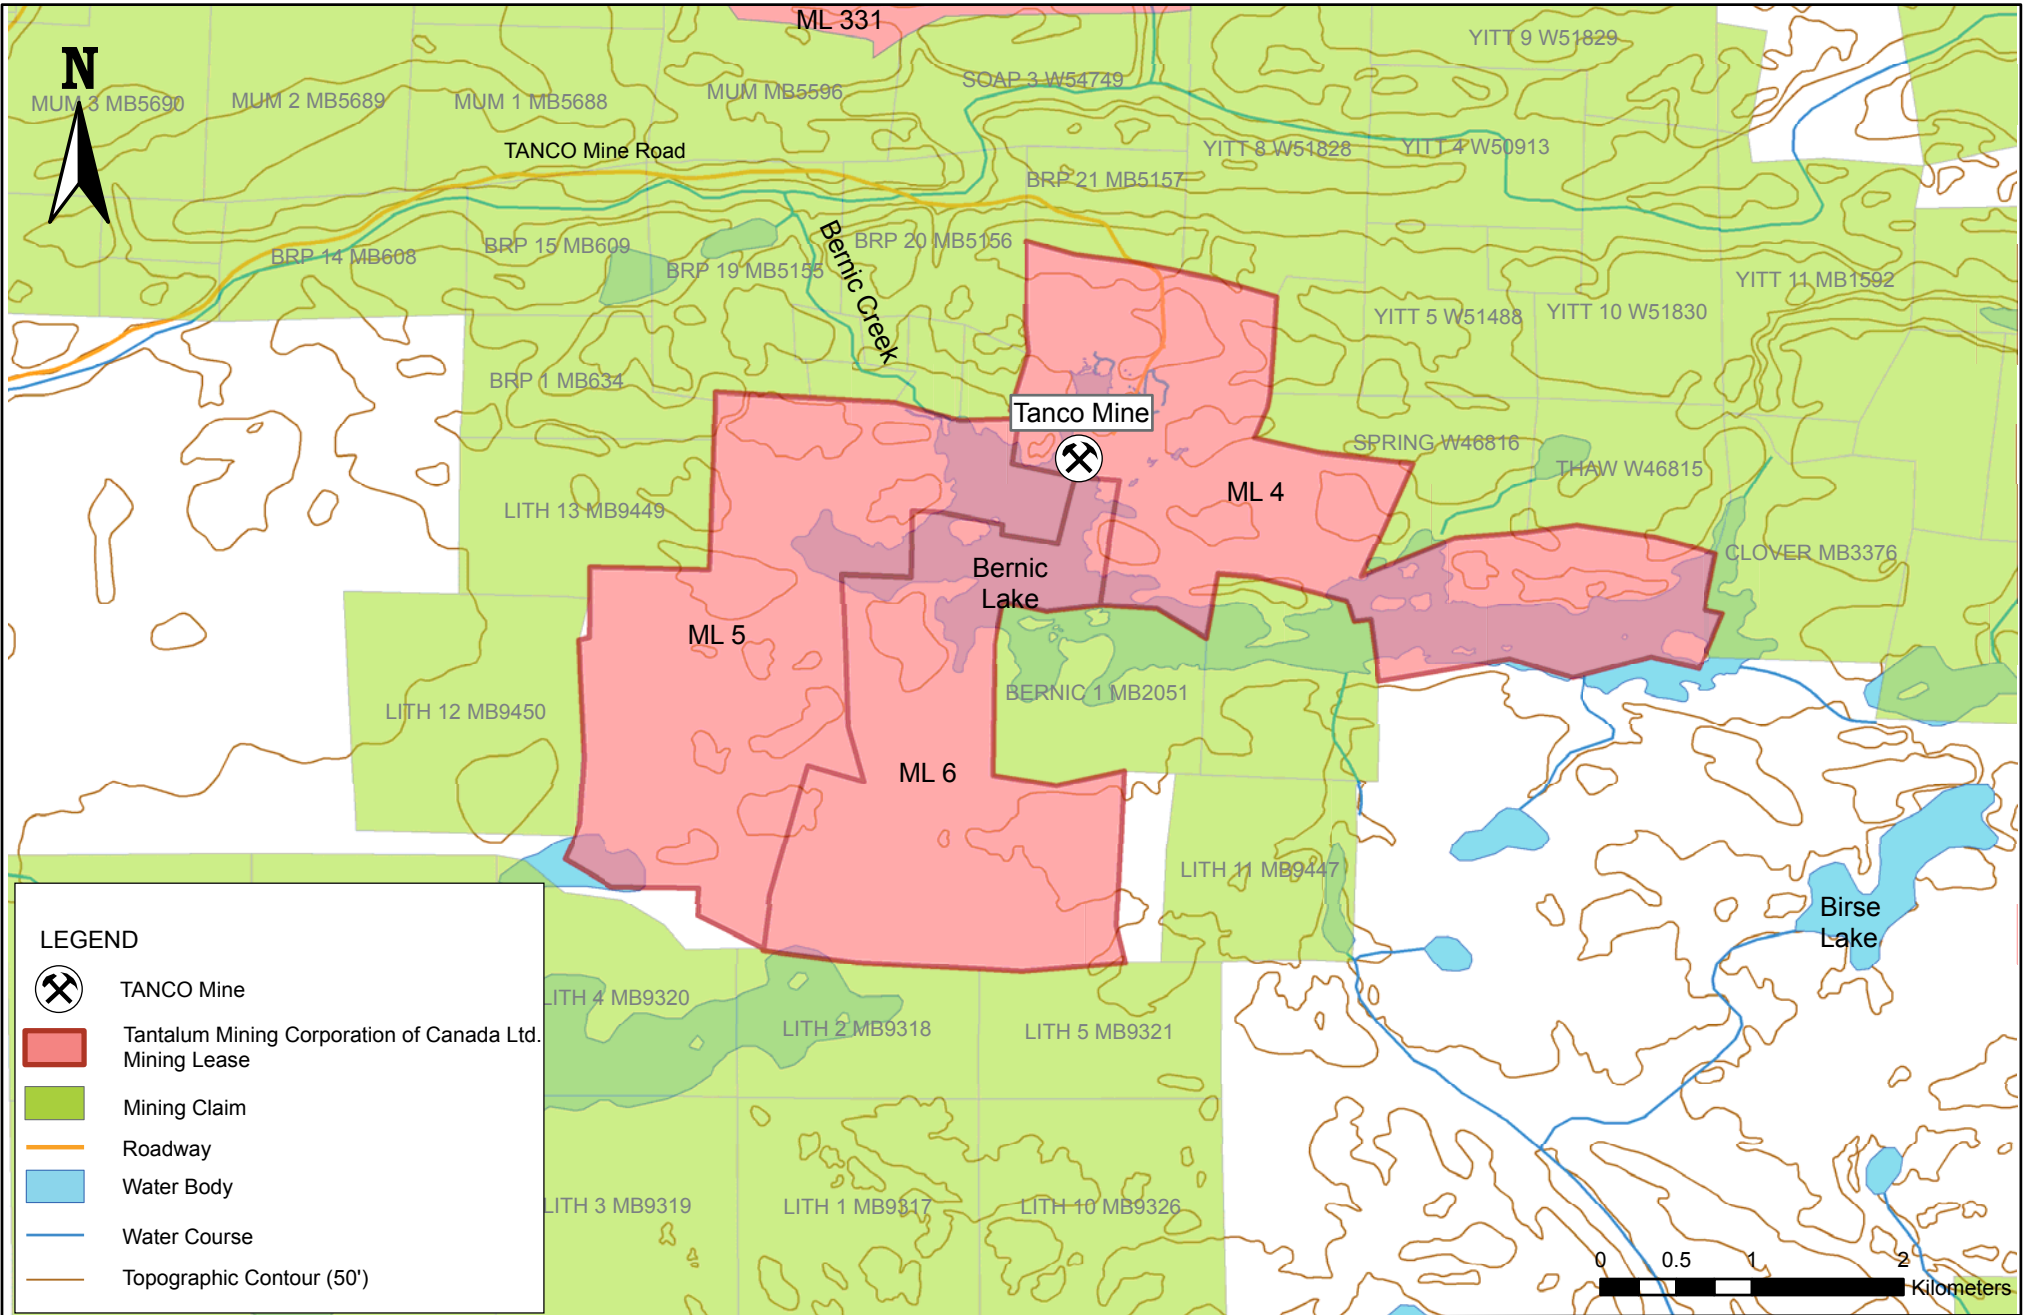 ML 331
YITT 9 W51829
N
SOAP 3 W54749
MUM 3 MB5690
MUM 2 MB5689
MUM 1 MB5688
MUM MB5596
TANCO Mine Road
YITT 8 W51828
YITT 4 W50913
BRP 21 MB5157
BRP 14 MB608
BRP 15 MB609
BRP 19 MB5155
Bernic Creek
BRP 20 MB5156
YITT 11 MB1592
YITT 5 W51488
YITT 10 W51830
BRP 1 MB634
Tanco Mine
SPRING W46816
THAW W46815
ML 4
LITH 13 MB9449
CLOVER MB3376
Bernic
Lake
ML 5
BERNIC 1 MB2051
LITH 12 MB9450
ML 6
LITH 11 MB9447
Birse
Lake
LITH 4 MB9320
LITH 2 MB9318
LITH 5 MB9321
LITH 3 MB9319
LITH 1 MB9317
LITH 10 MB9326
LEGEND
TANCO Mine
Tantalum Mining Corporation of Canada Ltd.
Mining Lease
Mining Claim
Roadway
Water Body
Water Course
Topographic Contour (50')
0 0.5 1 2
Kilometers